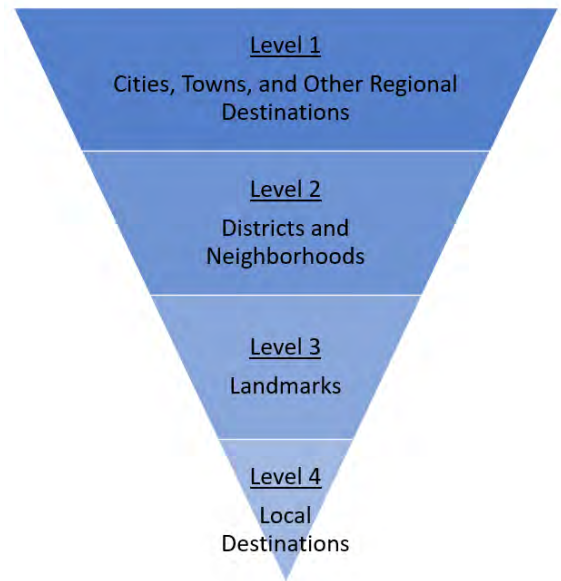 Level 1
Cities, Towns, and Other Regional
Destinations
Level 2
Districts and
Neighborhoods
Level 3
Landmarks
Level 4
Local
Destinations